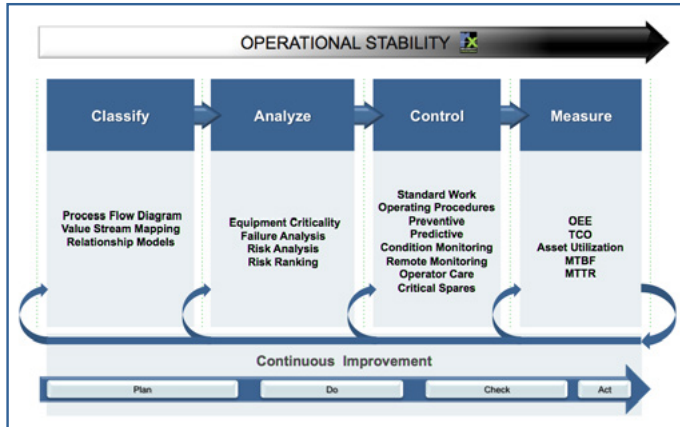 OPERATIONAL STABILITY
Classify
Analyze
Control
Measure
Process Flow Diagram
Value Stream Mapping
Relationship Models
Equipment Criticality
Failure Analysis
Risk Analysis
Risk Ranking
Standard Work
Operating Procedures
Preventive
Predictive
Condition Monitoring
Remote Monitoring
Operator Care
Critical Spares
OEE
TCO
Asset Utilization
MTBF
MTTR
Continuous Improvement
Plan
Do
Check
Act